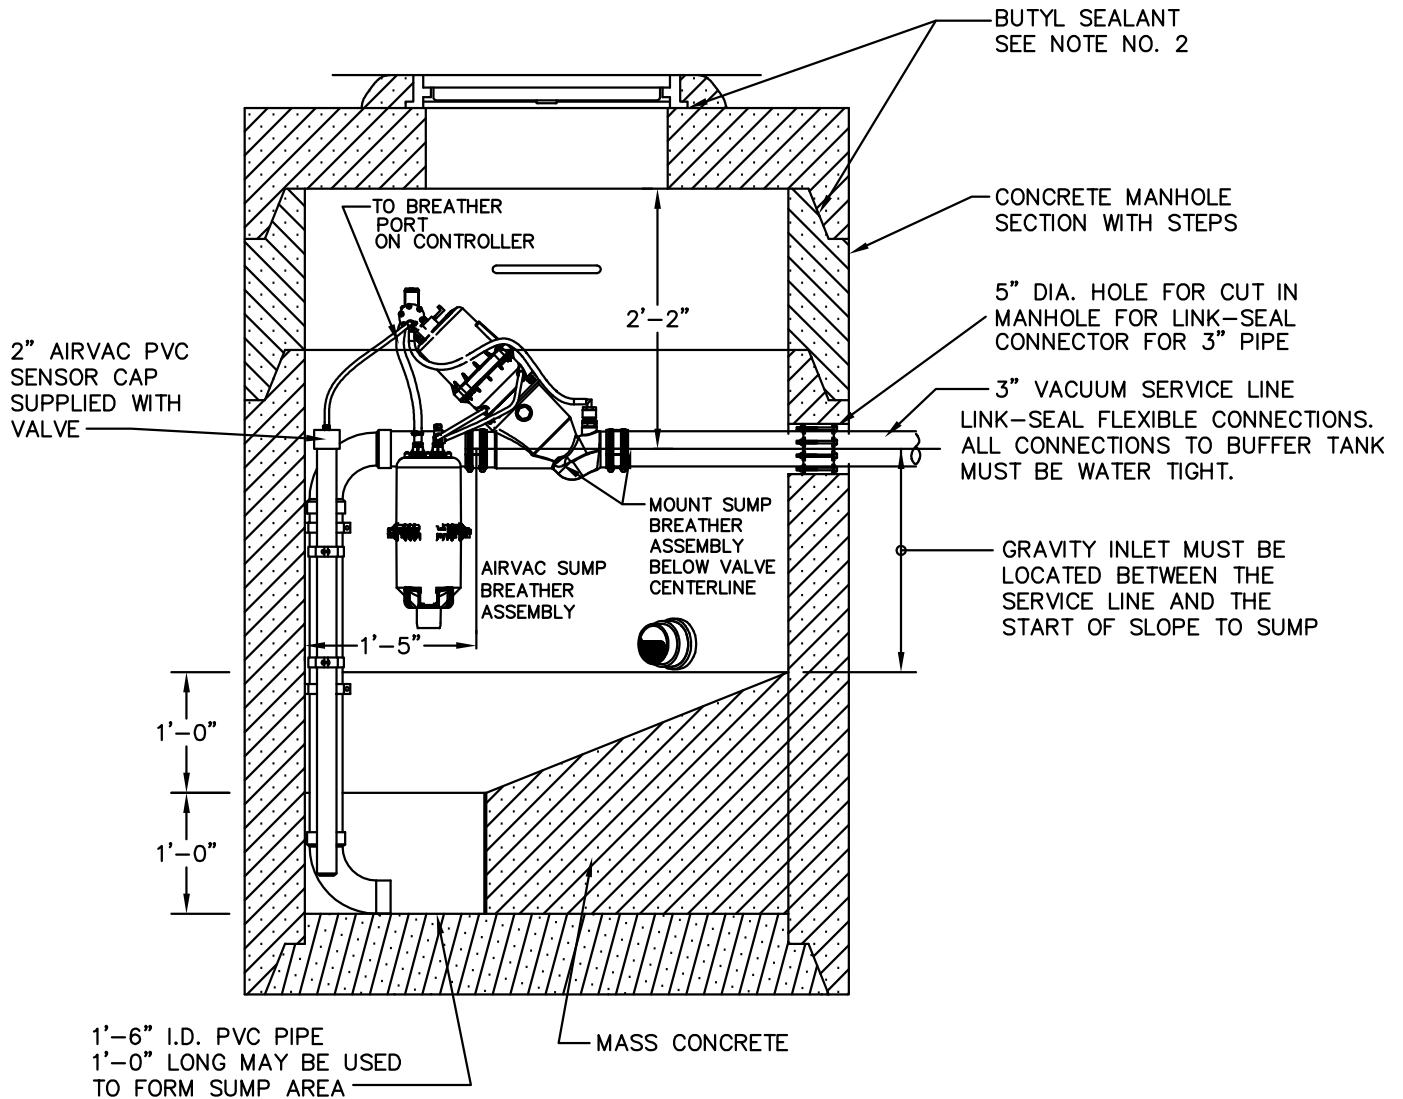 BUTYL SEALANT
SEE NOTE NO. 2
TO BREATHER
PORT
ON CONTROLLER
CONCRETE MANHOLE
SECTION WITH STEPS
2'-2"
5" DIA. HOLE FOR CUT IN
MANHOLE FOR LINK-SEAL
CONNECTOR FOR 3" PIPE
2" AIRVAC PVC
SENSOR CAP
SUPPLIED WITH
VALVE
3" VACUUM SERVICE LINE
LINK-SEAL FLEXIBLE CONNECTIONS.
ALL CONNECTIONS TO BUFFER TANK
MUST BE WATER TIGHT.
MOUNT SUMP
BREATHER
ASSEMBLY
BELOW VALVE
CENTERLINE
AIRVAC SUMP
BREATHER
ASSEMBLY
GRAVITY INLET MUST BE
LOCATED BETWEEN THE
SERVICE LINE AND THE
START OF SLOPE TO SUMP
1'-5"
1'-0"
1'-0"
1'-6" I.D. PVC PIPE
1'-0" LONG MAY BE USED
TO FORM SUMP AREA
MASS CONCRETE